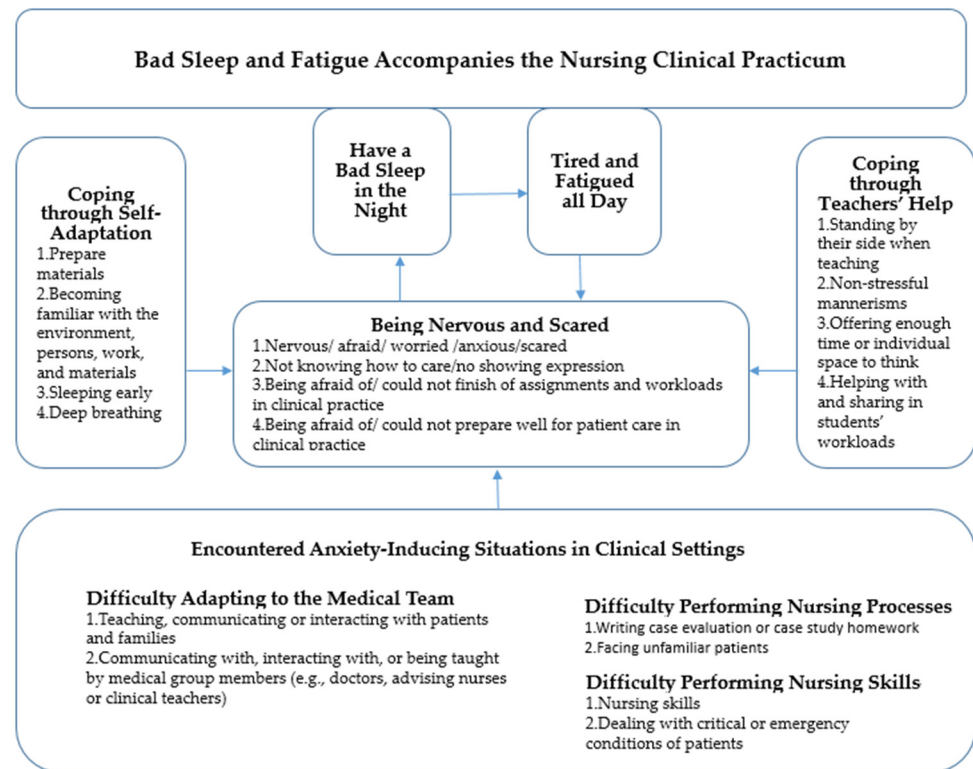 Bad Sleep and Fatigue Accompanies the Nursing Clinical Practicum
Have a
Bad Sleep
in the
Night
Tired and
Fatigued
all Day
Coping
through Self-
Adaptation
1.Prepare
materials
2.Becoming
familiar with the
environment,
persons, work,
and materials
3.Sleeping early
4.Deep breathing
Being Nervous and Scared
1.Nervous/ afraid/ worried /anxious/scared
2.Not knowing how to care/no showing expression
3.Being afraid of/ could not finish of assignments and workloads
in clinical practice
4.Being afraid of/ could not prepare well for patient care in
clinical practice
Coping
through
Teachers’ Help
1.Standing by
their side when
teaching
2.Non-stressful
mannerisms
3.Offering enough
time or individual
space to think
4.Helping with
and sharing in
students’
workloads
Encountered Anxiety-Inducing Situations in Clinical Settings
Difficulty Adapting to the Medical Team
1.Teaching, communicating or interacting with patients
and families
2.Communicating with, interacting with, or being taught
by medical group members (e.g., doctors, advising nurses
or clinical teachers)
Difficulty Performing Nursing Processes
1.Writing case evaluation or case study homework
2.Facing unfamiliar patients
Difficulty Performing Nursing Skills
1.Nursing skills
2.Dealing with critical or emergency
conditions of patients